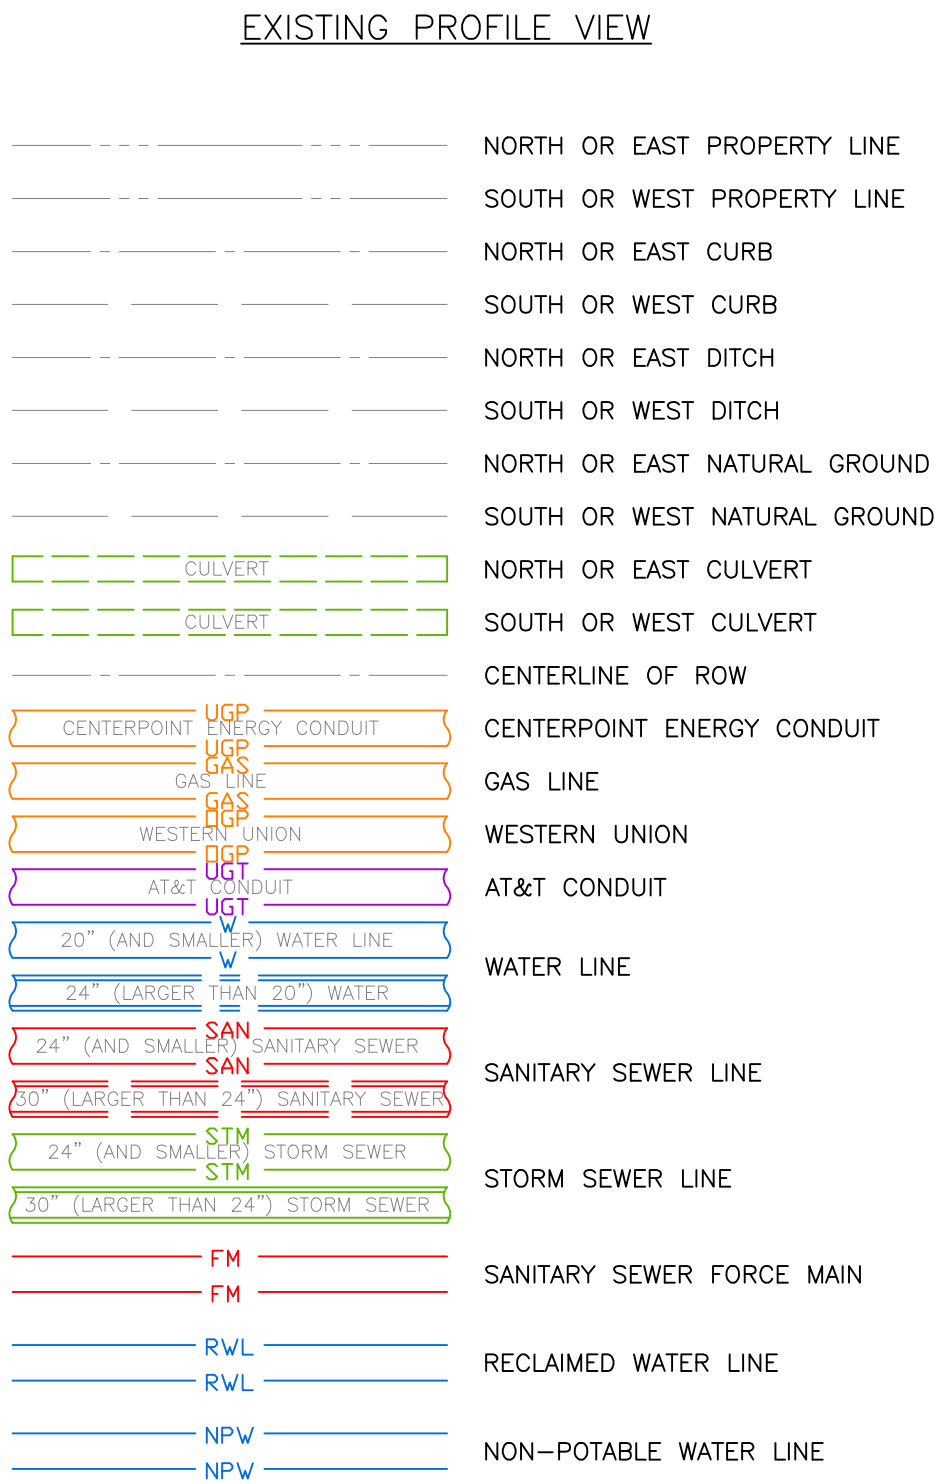 EXISTING PROFILE VIEW
NORTH OR EAST PROPERTY LINE
SOUTH OR WEST PROPERTY LINE
NORTH OR EAST CURB
SOUTH OR WEST CURB
NORTH OR EAST DITCH
SOUTH OR WEST DITCH
NORTH OR EAST NATURAL GROUND
SOUTH OR WEST NATURAL GROUND
CULVERT NORTH OR EAST CULVERT
CULVERT SOUTH OR WEST CULVERT
CENTERLINE OF ROW
UGP
CENTERPOINT ENERGY CONDUIT CENTERPOINT ENERGY CONDUIT
UGP
GAS
GAS LINE GAS LINE
GAS
OGP
WESTERN UNION WESTERN UNION
OGP
UGT
AT&T CONDUIT AT&T CONDUIT
UGT
W
20" (AND SMALLER) WATER LINE
W
WATER LINE
24" (LARGER THAN 20") WATER
SAN
24" (AND SMALLER) SANITARY SEWER
SAN
SANITARY SEWER LINE
30" (LARGER THAN 24") SANITARY SEWER
STM
24" (AND SMALLER) STORM SEWER
STM
STORM SEWER LINE
30" (LARGER THAN 24") STORM SEWER
FM
SANITARY SEWER FORCE MAIN
FM
RWL
RECLAIMED WATER LINE
RWL
NPW
NON-POTABLE WATER LINE
NPW